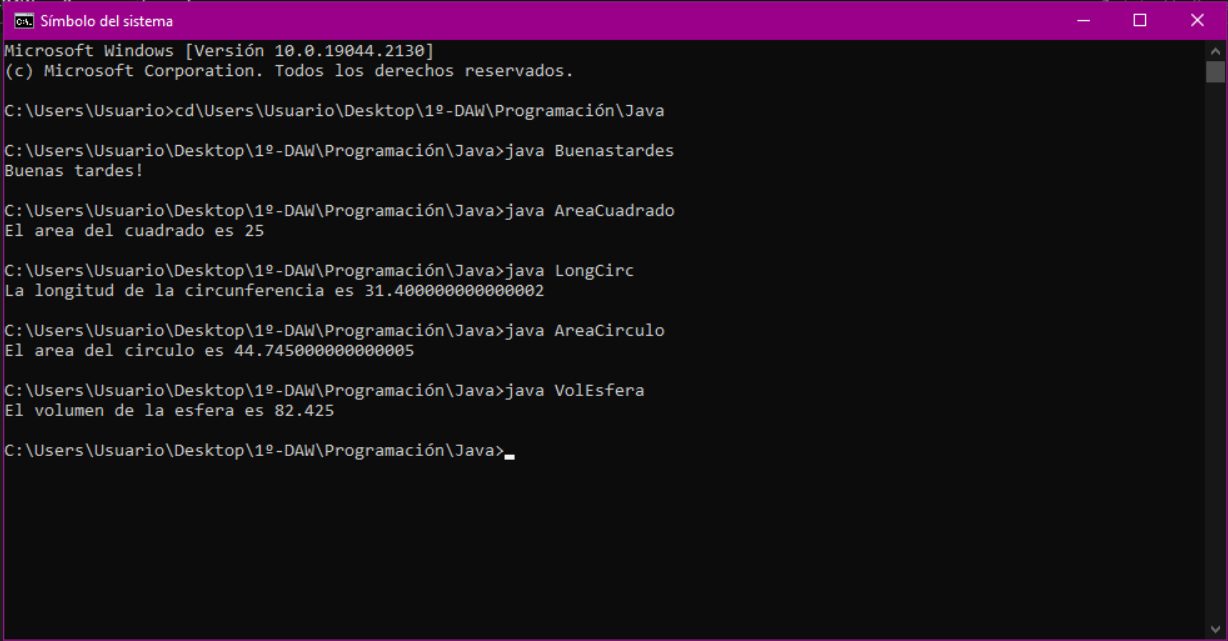 Símbolo del sistema
Microsoft Windows [Versión 10.0.19044.2130]
(c) Microsoft Corporation. Todos los derechos reservados.
C:\Users\Usuario>cd\Users\Usuario\Desktop\1º-DAW\Programación\Java
C:\Users\Usuario\Desktop\1º-DAW\Programación\Java>java Buenastardes
Buenas tardes!
C:\Users\Usuario\Desktop\1º-DAW\Programación\Java>java AreaCuadrado
El area del cuadrado es 25
C:\Users\Usuario\Desktop\1º-DAW\Programación\Java>java LongCirc
La longitud de la circunferencia es 31.400000000000002
C:\Users\Usuario\Desktop\1º-DAW\Programación\Java>java AreaCirculo
El area del circulo es 44.745000000000005
C:\Users\Usuario\Desktop\1º-DAW\Programación\Java>java VolEsfera
El volumen de la esfera es 82.425
C:\Users\Usuario\Desktop\1º-DAW\Programación\Java>